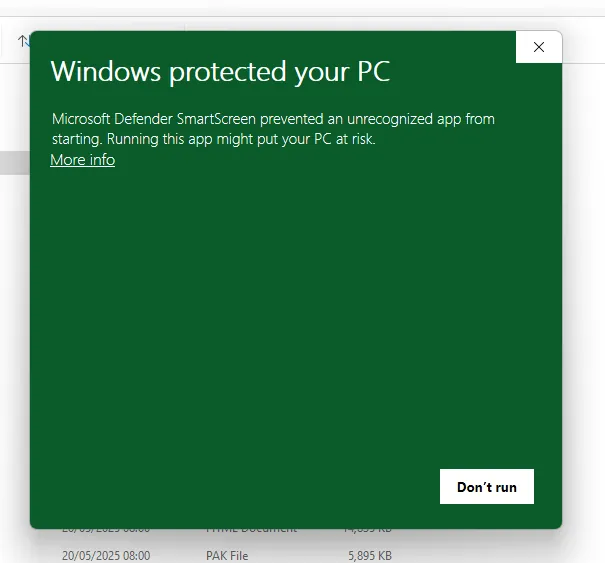 Windows protected your PC
Microsoft Defender SmartScreen prevented an unrecognized app from
starting. Running this app might put your PC at risk.
More info
Don't run
20/05/2025 08:00 HTML Document 14,855 KB
20/05/2025 08:00 PAK File 5,895 KB